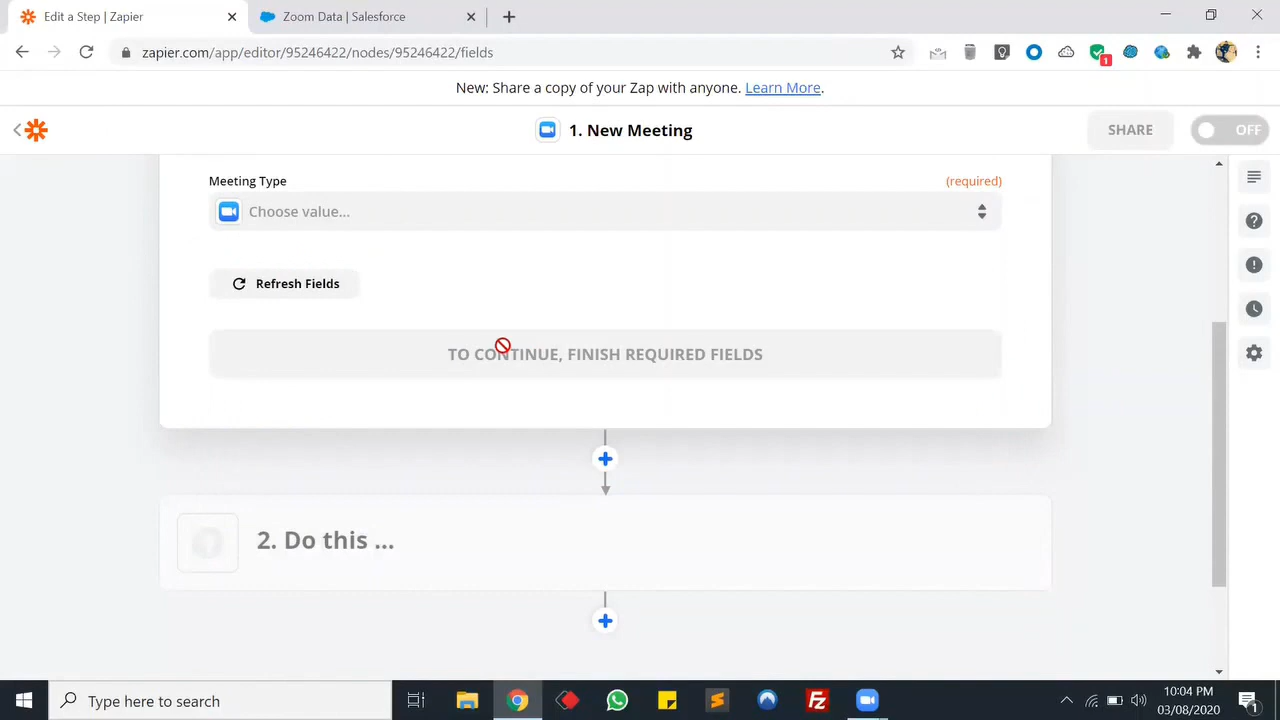 Edit a Step | Zapier
Zoom Data | Salesforce
zapier.com/app/editor/95246422/nodes/95246422/fields
1
New: Share a copy of your Zap with anyone. Learn More.
1. New Meeting
SHARE
OFF
Meeting Type
(required)
Choose value...
Refresh Fields
TO CONTINUE, FINISH REQUIRED FIELDS
2. Do this ...
Type here to search
10:04 PM
03/08/2020
1